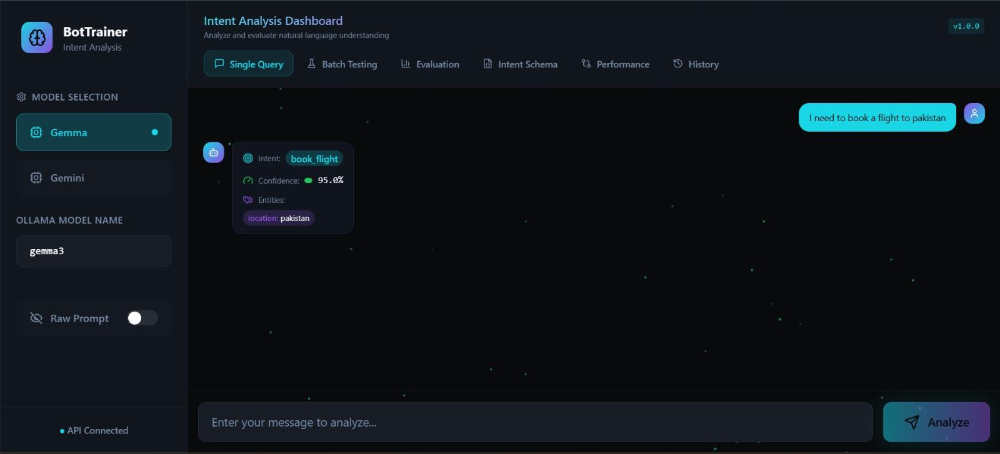 BotTrainer
Intent Analysis
MODEL SELECTION
Gemma
Gemini
OLLAMA MODEL NAME
gemma3
Raw Prompt
API Connected
Intent Analysis Dashboard
Analyze and evaluate natural language understanding
v1.0.0
Single Query Batch Testing Evaluation Intent Schema Performance History
I need to book a flight to pakistan
Intent: book_flight
Confidence: 95.0%
Entities:
location: pakistan
Enter your message to analyze...
Analyze